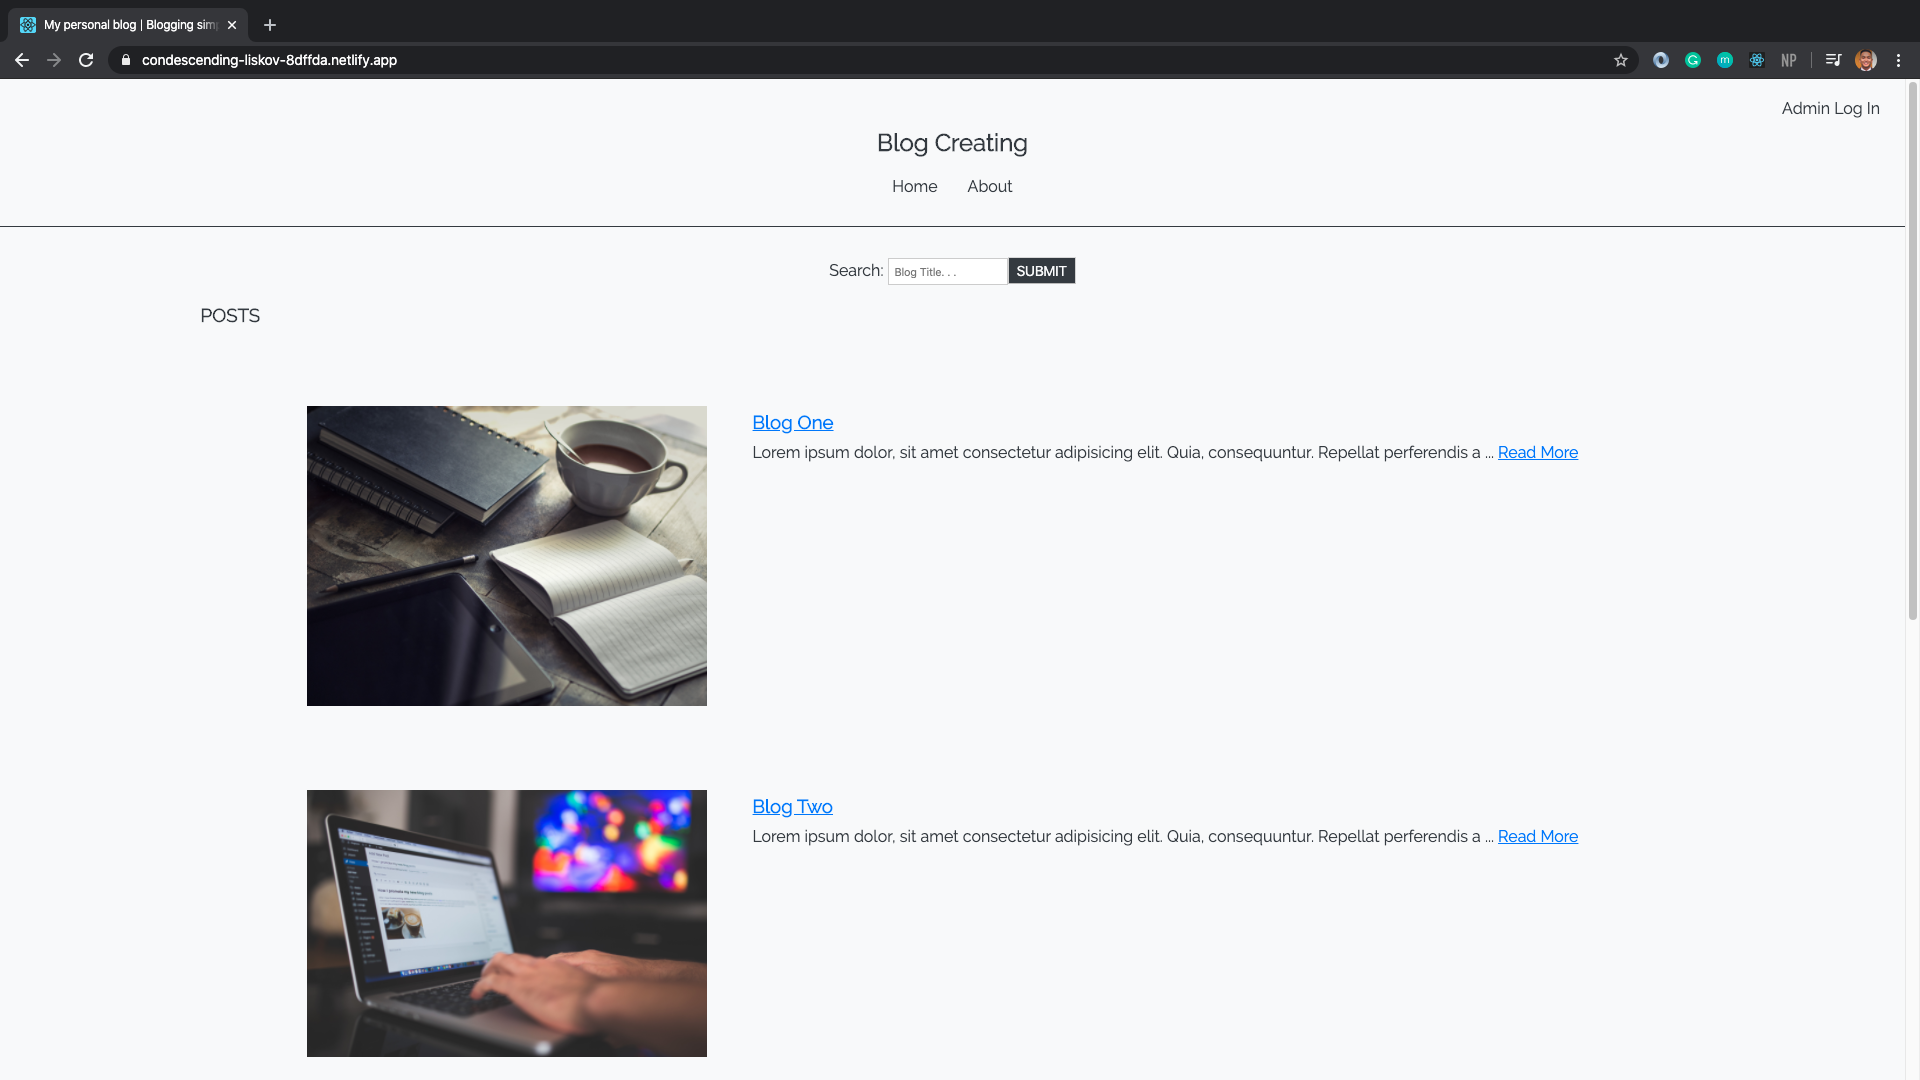 My personal blog | Blogging sim
condescending-liskov-8dffda.netlify.app
NP
Admin Log In
Blog Creating
Home About
Search: Blog Title. . . SUBMIT
POSTS
Blog One
Lorem ipsum dolor, sit amet consectetur adipisicing elit. Quia, consequuntur. Repellat perferendis a ... Read More
Blog Two
Lorem ipsum dolor, sit amet consectetur adipisicing elit. Quia, consequuntur. Repellat perferendis a ... Read More